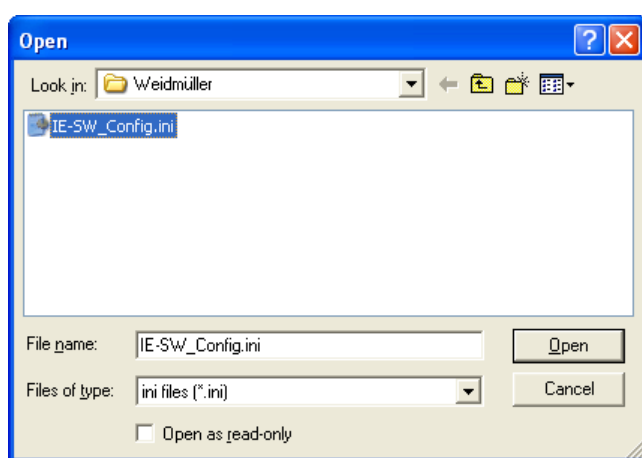 Open
Look in: Weidmüller
IE-SW_Config.ini
File name: IE-SW_Config.ini Open
Files of type: ini files (*.ini) Cancel
Open as read-only